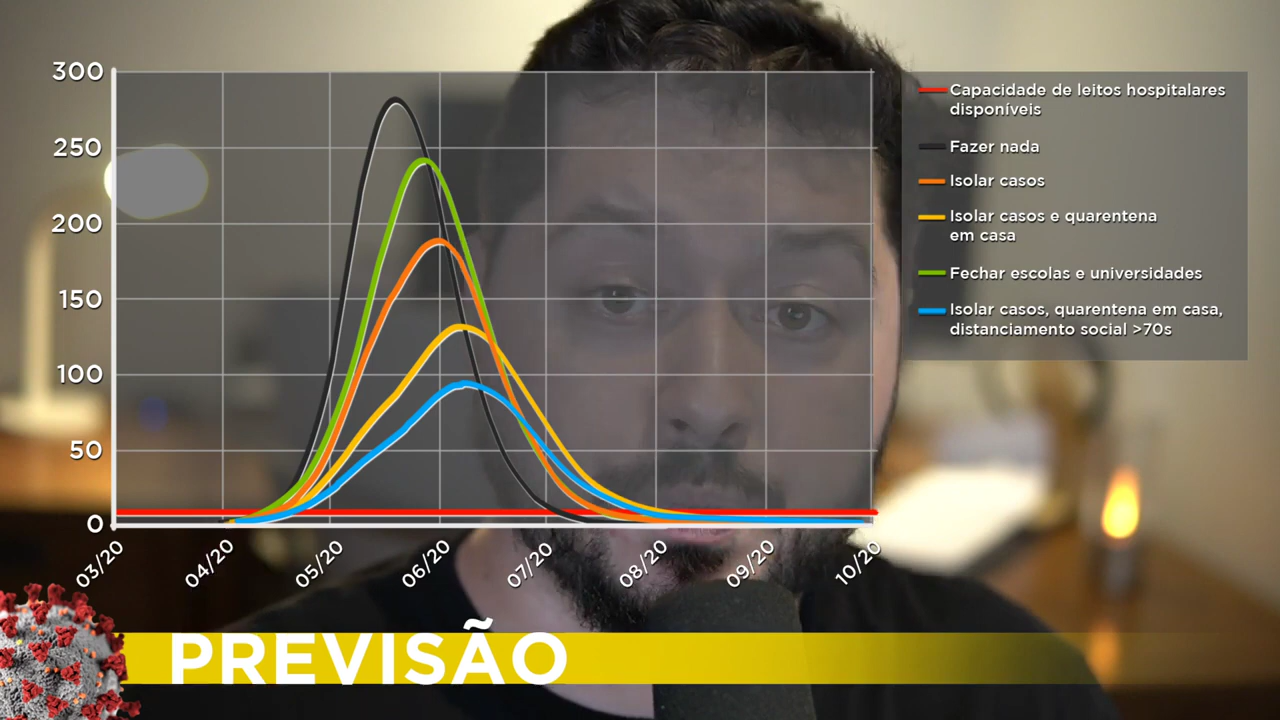 300
250
200
150
100
50
0
03/20
04/20
05/20
06/20
07/20
08/20
09/20
10/20
Capacidade de leitos hospitalares
disponíveis
Fazer nada
Isolar casos
Isolar casos e quarentena
em casa
Fechar escolas e universidades
Isolar casos, quarentena em casa,
distanciamento social >70s
PREVISÃO